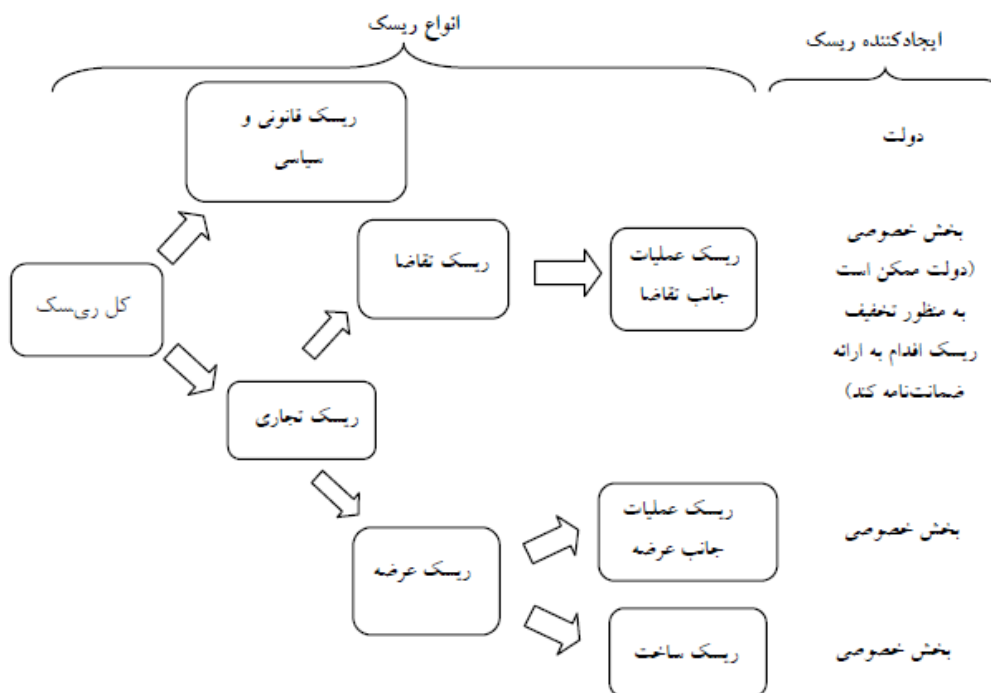 انواع ریسک
ایجادکننده ریسک
ریسک قانونی و
سیاسی
دولت
کل ریسک
ریسک تقاضا
ریسک عملیات
جانب تقاضا
بخش خصوصی
(دولت ممکن است
به منظور تخفیف
ریسک اقدام به ارائه
ضمانت‌نامه کند)
ریسک تجاری
ریسک عرضه
ریسک عملیات
جانب عرضه
بخش خصوصی
ریسک ساخت
بخش خصوصی